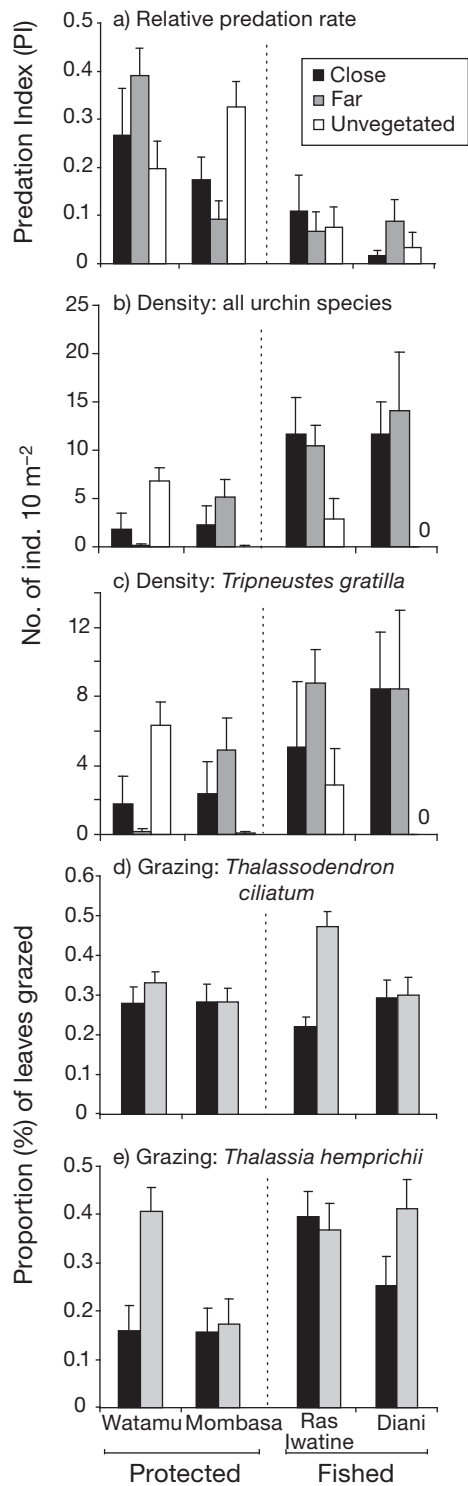 a) Relative predation rate
Predation Index (PI)
0.5
0.4
0.3
0.2
0.1
0
Close
Far
Unvegetated
b) Density: all urchin species
No. of ind. 10 m⁻²
25
20
15
10
5
0
0
c) Density: Tripneustes gratilla
12
8
4
0
0
d) Grazing: Thalassodendron
ciliatum
Proportion (%) of leaves grazed
0.6
0.5
0.4
0.3
0.2
0.1
0
e) Grazing: Thalassia hemprichii
0.5
0.4
0.3
0.2
0.1
0
Watamu Mombasa Ras Diani
Iwatine
Protected Fished